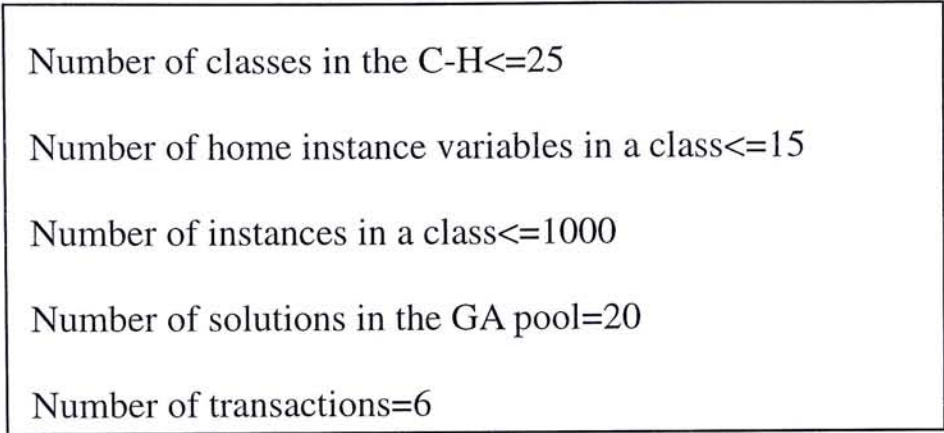 Number of classes in the C-H<=25
Number of home instance variables in a class<=15
Number of instances in a class<=1000
Number of solutions in the GA pool=20
Number of transactions=6